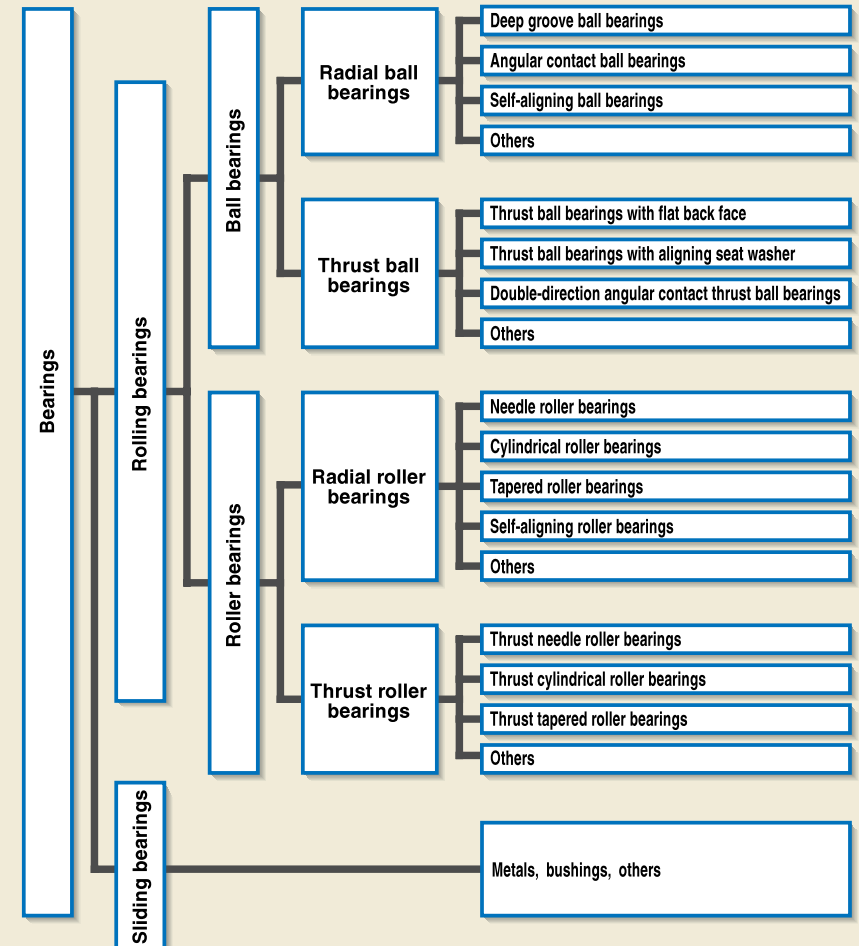 Bearings
Rolling bearings
Ball bearings
Radial ball
bearings
Deep groove ball bearings
Angular contact ball bearings
Self-aligning ball bearings
Others
Thrust ball
bearings
Thrust ball bearings with flat back face
Thrust ball bearings with aligning seat washer
Double-direction angular contact thrust ball bearings
Others
Roller bearings
Radial roller
bearings
Needle roller bearings
Cylindrical roller bearings
Tapered roller bearings
Self-aligning roller bearings
Others
Thrust roller
bearings
Thrust needle roller bearings
Thrust cylindrical roller bearings
Thrust tapered roller bearings
Others
Sliding bearings
Metals, bushings, others